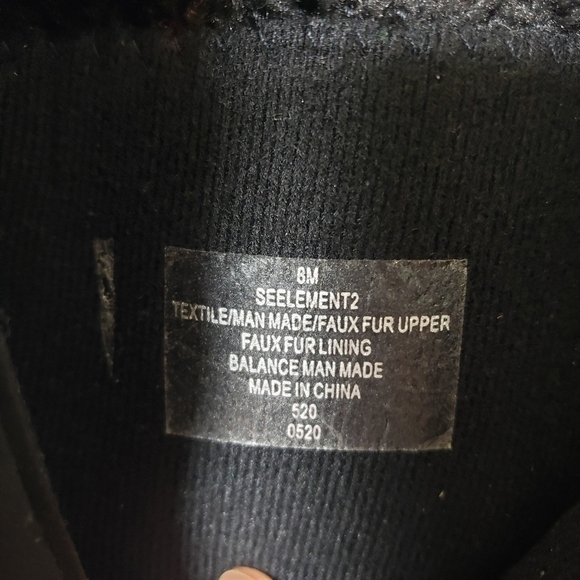 8M
SEELEMENT2
TEXTILE/MAN MADE/FAUX FUR UPPER
FAUX FUR LINING
BALANCE MAN MADE
MADE IN CHINA
520
0520